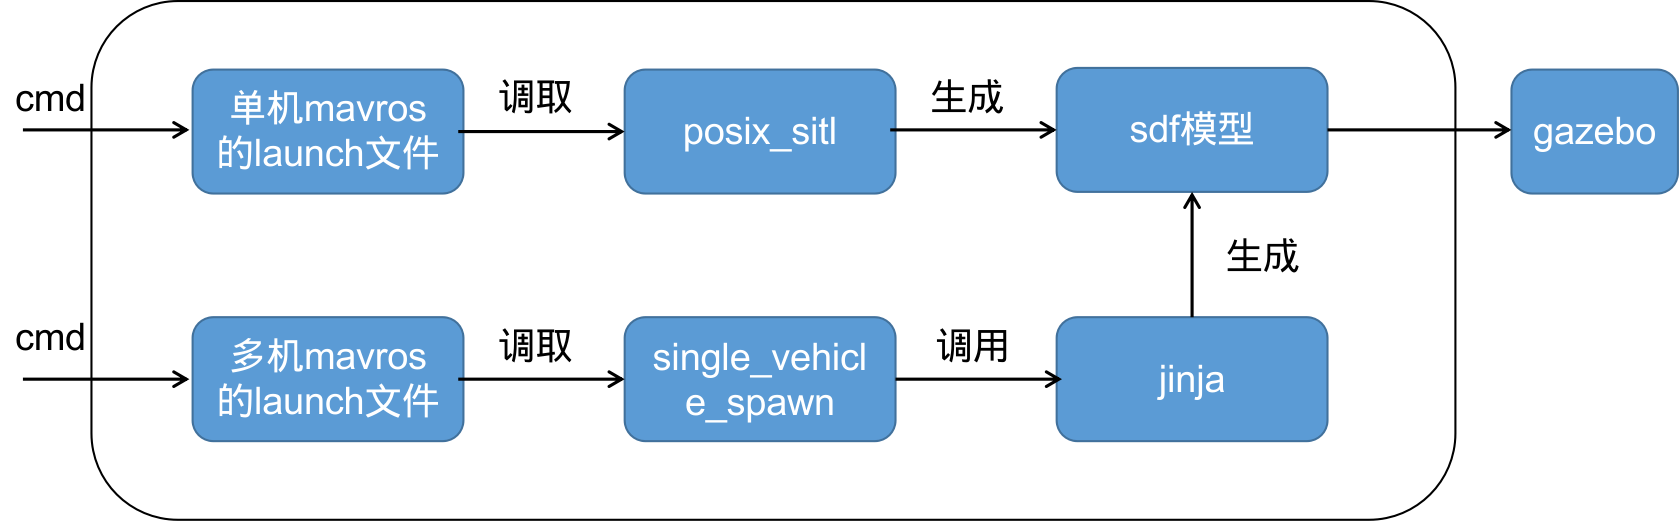 cmd
单机mavros
的launch文件
调取
posix_sitl
生成
sdf模型
gazebo
生成
cmd
多机mavros
的launch文件
调取
single_vehicl
e_spawn
调用
jinja